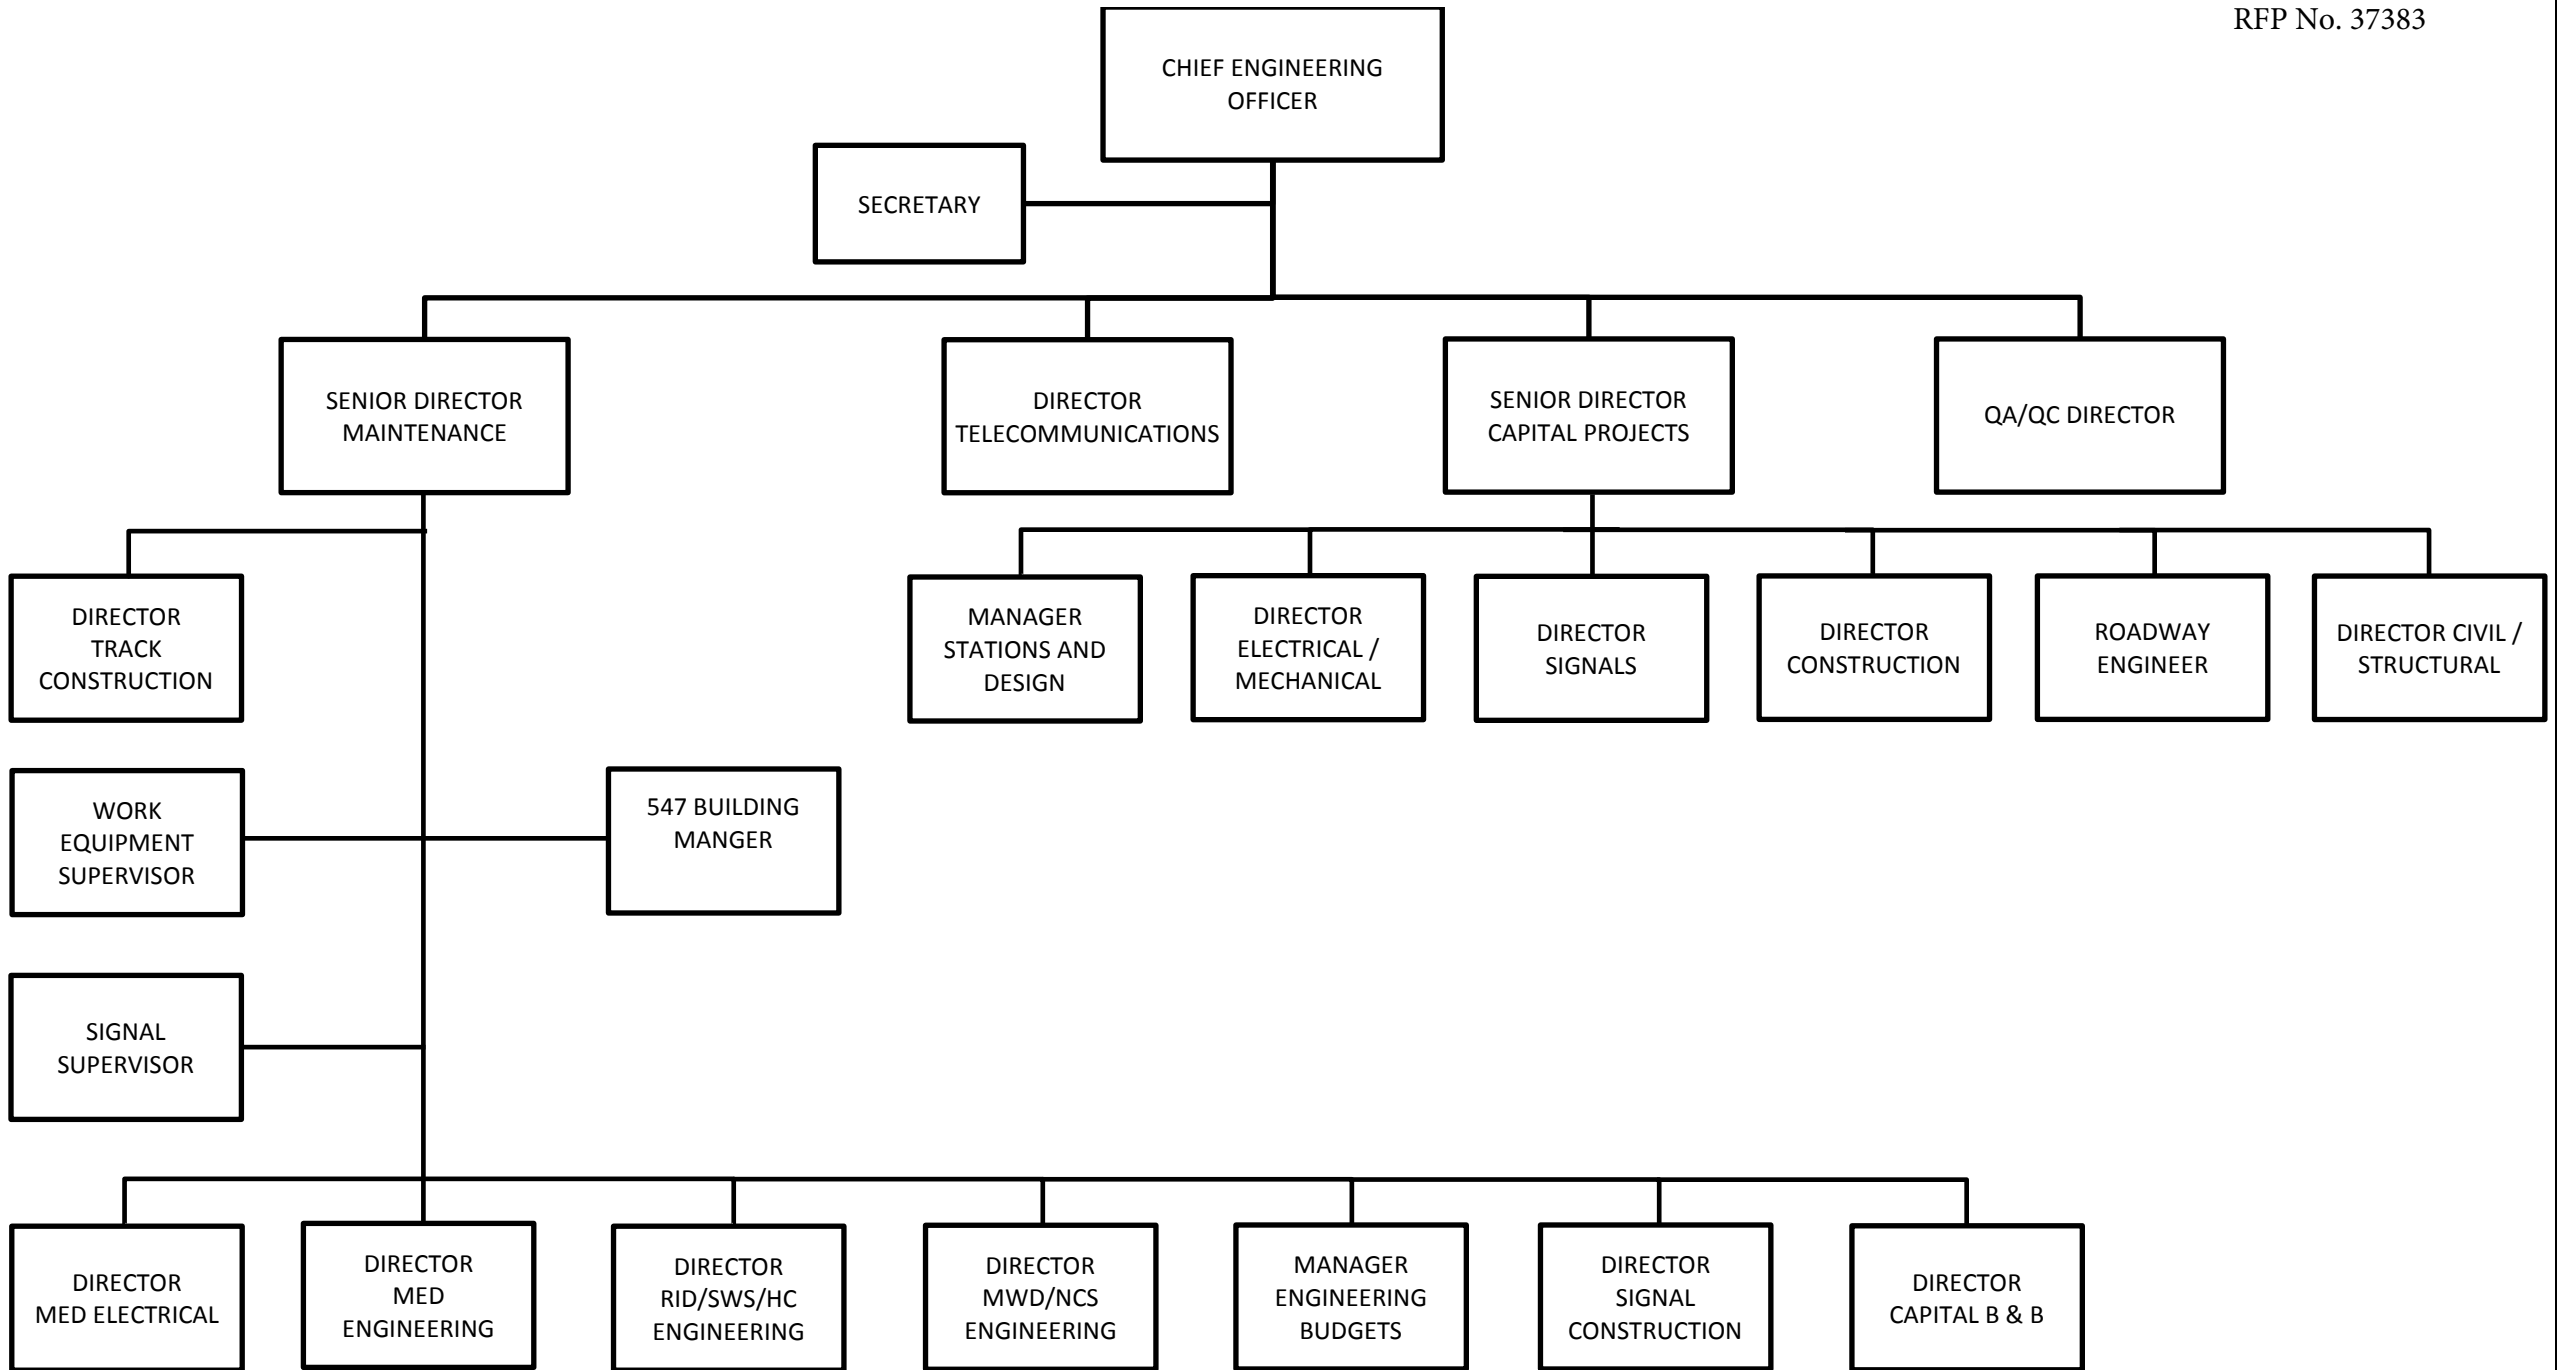 RFP No. 37383
CHIEF ENGINEERING
OFFICER
SECRETARY
SENIOR DIRECTOR
MAINTENANCE
DIRECTOR
TELECOMMUNICATIONS
SENIOR DIRECTOR
CAPITAL PROJECTS
QA/QC DIRECTOR
DIRECTOR
TRACK
CONSTRUCTION
MANAGER
STATIONS AND
DESIGN
DIRECTOR
ELECTRICAL /
MECHANICAL
DIRECTOR
SIGNALS
DIRECTOR
CONSTRUCTION
ROADWAY
ENGINEER
DIRECTOR CIVIL /
STRUCTURAL
WORK
EQUIPMENT
SUPERVISOR
547 BUILDING
MANGER
SIGNAL
SUPERVISOR
DIRECTOR
MED ELECTRICAL
DIRECTOR
MED
ENGINEERING
DIRECTOR
RID/SWS/HC
ENGINEERING
DIRECTOR
MWD/NCS
ENGINEERING
MANAGER
ENGINEERING
BUDGETS
DIRECTOR
SIGNAL
CONSTRUCTION
DIRECTOR
CAPITAL B & B